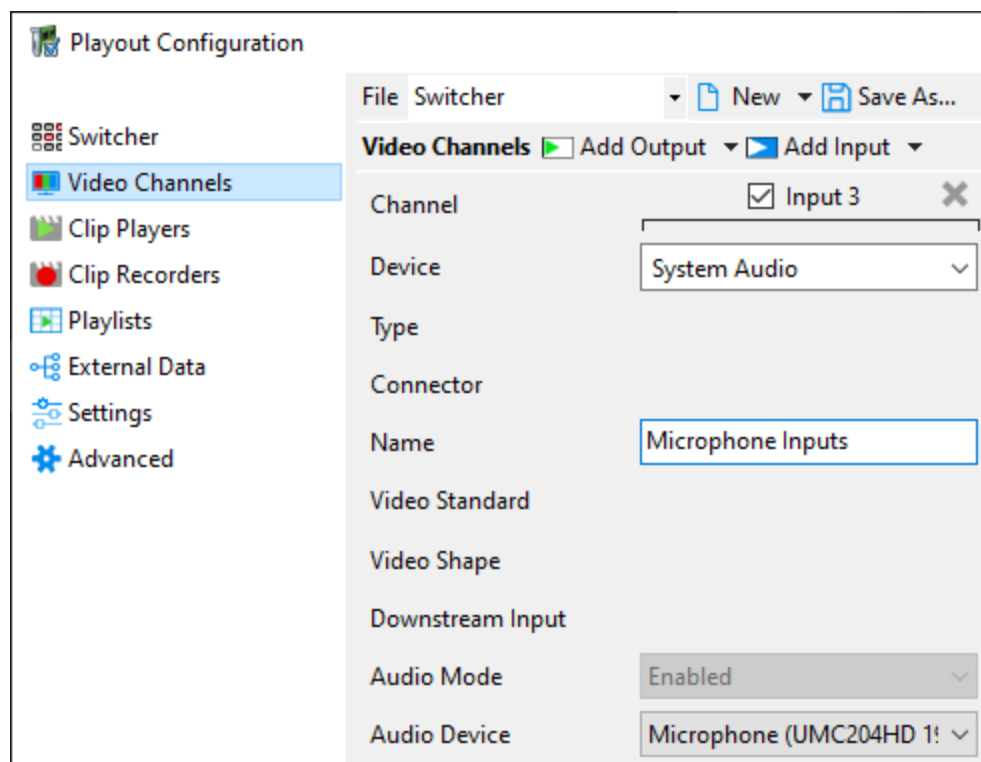 Playout Configuration
File Switcher New Save As...
Switcher
Video Channels Add Output Add Input
Video Channels
Channel Input 3
Clip Players
Device System Audio
Clip Recorders
Playlists
Type
External Data
Connector
Settings
Name Microphone Inputs
Advanced
Video Standard
Video Shape
Downstream Input
Audio Mode Enabled
Audio Device Microphone (UMC204HD